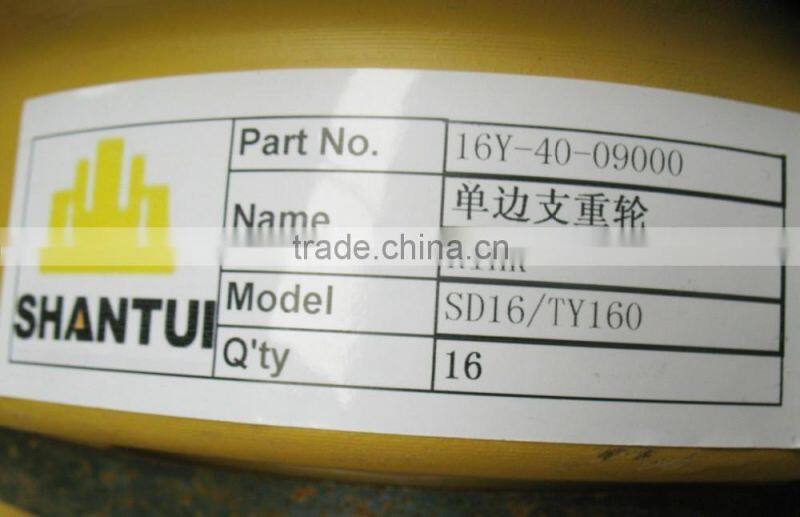 SHANTUI
Part No. 16Y-40-09000
Name 单边支重轮
trade.china.cn
Model SD16/TY160
Q'ty 16